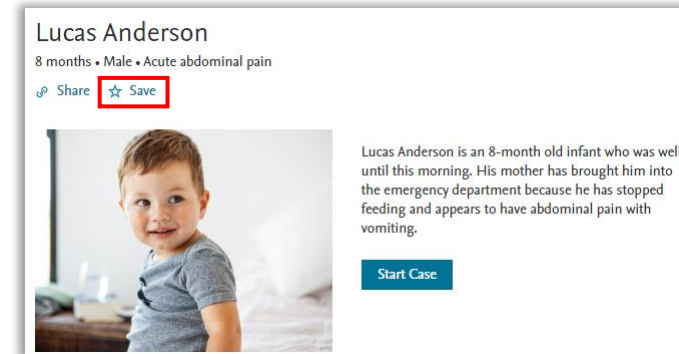 Lucas Anderson
8 months • Male • Acute abdominal pain
Share Save
Lucas Anderson is an 8-month old infant who was well
until this morning. His mother has brought him into
the emergency department because he has stopped
feeding and appears to have abdominal pain with
vomiting.
Start Case